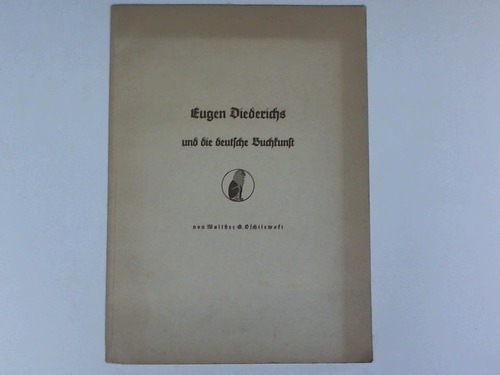 Eugen Diederichs
und die deutsche Buchkunst
von Walther G. Oschilewski